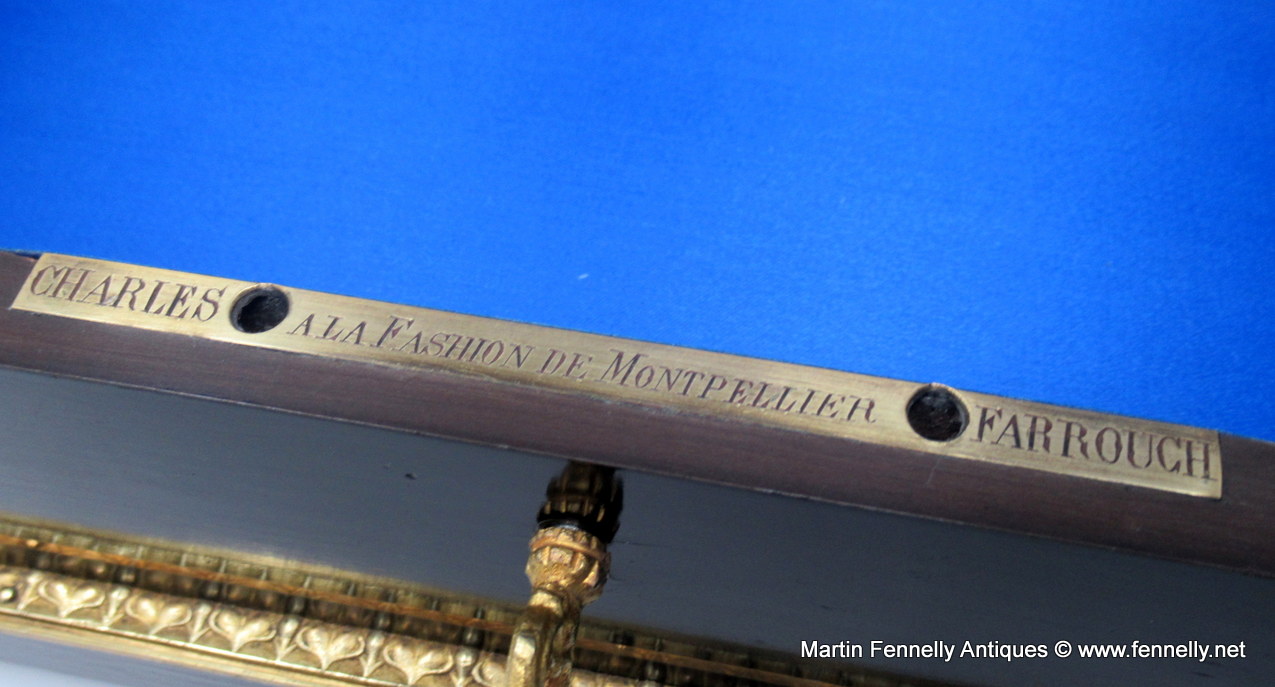 CHARLES A LA FASHION DE MONTPELLIER FARROUCH
Martin Fennelly Antiques © www.fennelly.net